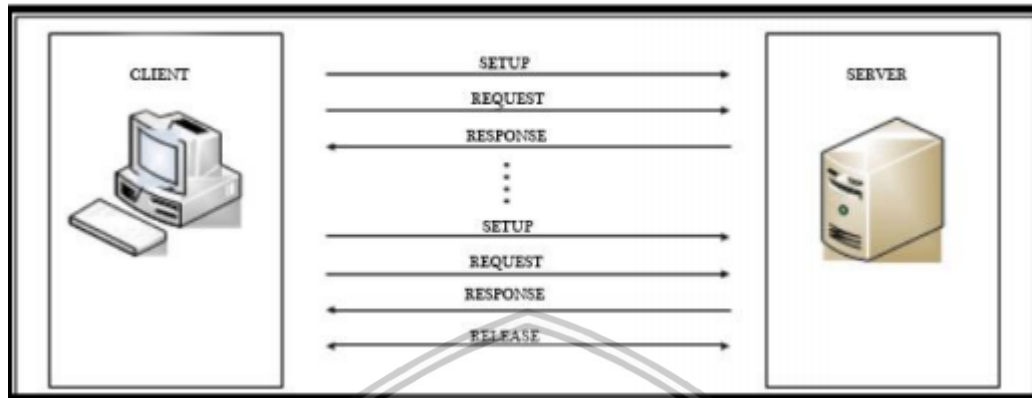 CLIENT
SETUP
REQUEST
RESPONSE
SETUP
REQUEST
RESPONSE
RELEASE
SERVER